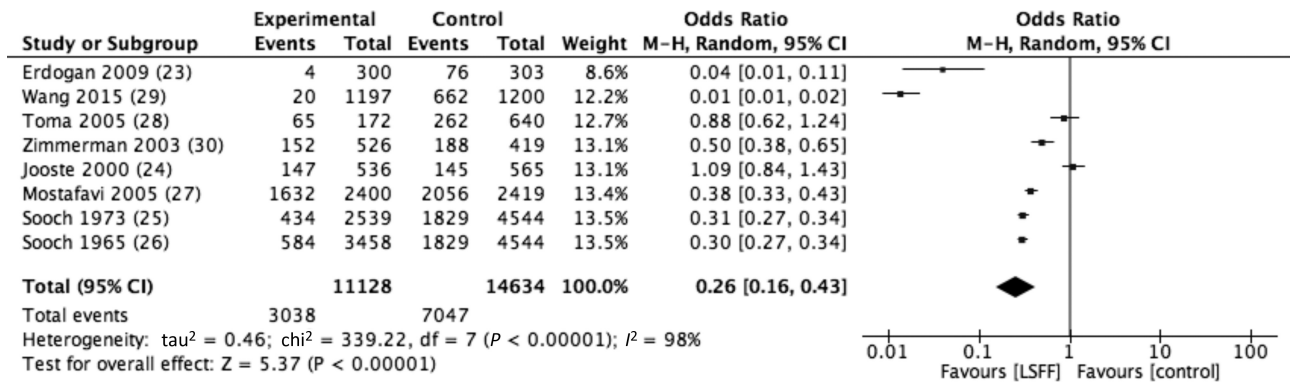 Experimental Control Odds Ratio Odds Ratio
Study or Subgroup Events Total Events Total Weight M-H, Random, 95% CI M-H, Random, 95% CI
Erdogan 2009 (23) 4 300 76 303 8.6% 0.04 [0.01, 0.11]
Wang 2015 (29) 20 1197 662 1200 12.2% 0.01 [0.01, 0.02]
Toma 2005 (28) 65 172 262 640 12.7% 0.88 [0.62, 1.24]
Zimmerman 2003 (30) 152 526 188 419 13.1% 0.50 [0.38, 0.65]
Jooste 2000 (24) 147 536 145 565 13.1% 1.09 [0.84, 1.43]
Mostafavi 2005 (27) 1632 2400 2056 2419 13.4% 0.38 [0.33, 0.43]
Sooch 1973 (25) 434 2539 1829 4544 13.5% 0.31 [0.27, 0.34]
Sooch 1965 (26) 584 3458 1829 4544 13.5% 0.30 [0.27, 0.34]
Total (95% CI) 11128 14634 100.0% 0.26 [0.16, 0.43]
Total events 3038 7047
Heterogeneity: tau² = 0.46; chi² = 339.22, df = 7 (P < 0.00001); I² = 98%
Test for overall effect: Z = 5.37 (P < 0.00001)
0.01 0.1 1 10 100
Favours [LSFF] Favours [control]